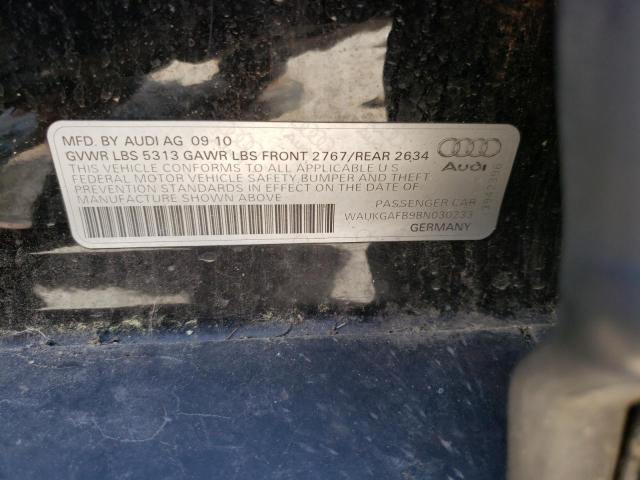 MFD. BY AUDI AG 09 10
GVWR LBS 5313 GAWR LBS FRONT 2767/REAR 2634
THIS VEHICLE CONFORMS TO ALL APPLICABLE U S
FEDERAL MOTOR VEHICLE SAFETY BUMPER AND THEFT
PREVENTION STANDARDS IN EFFECT ON THE DATE OF
MANUFACTURE SHOWN ABOVE
PASSENGER CAR
WAUKGAFB9BN030233
GERMANY
Audi